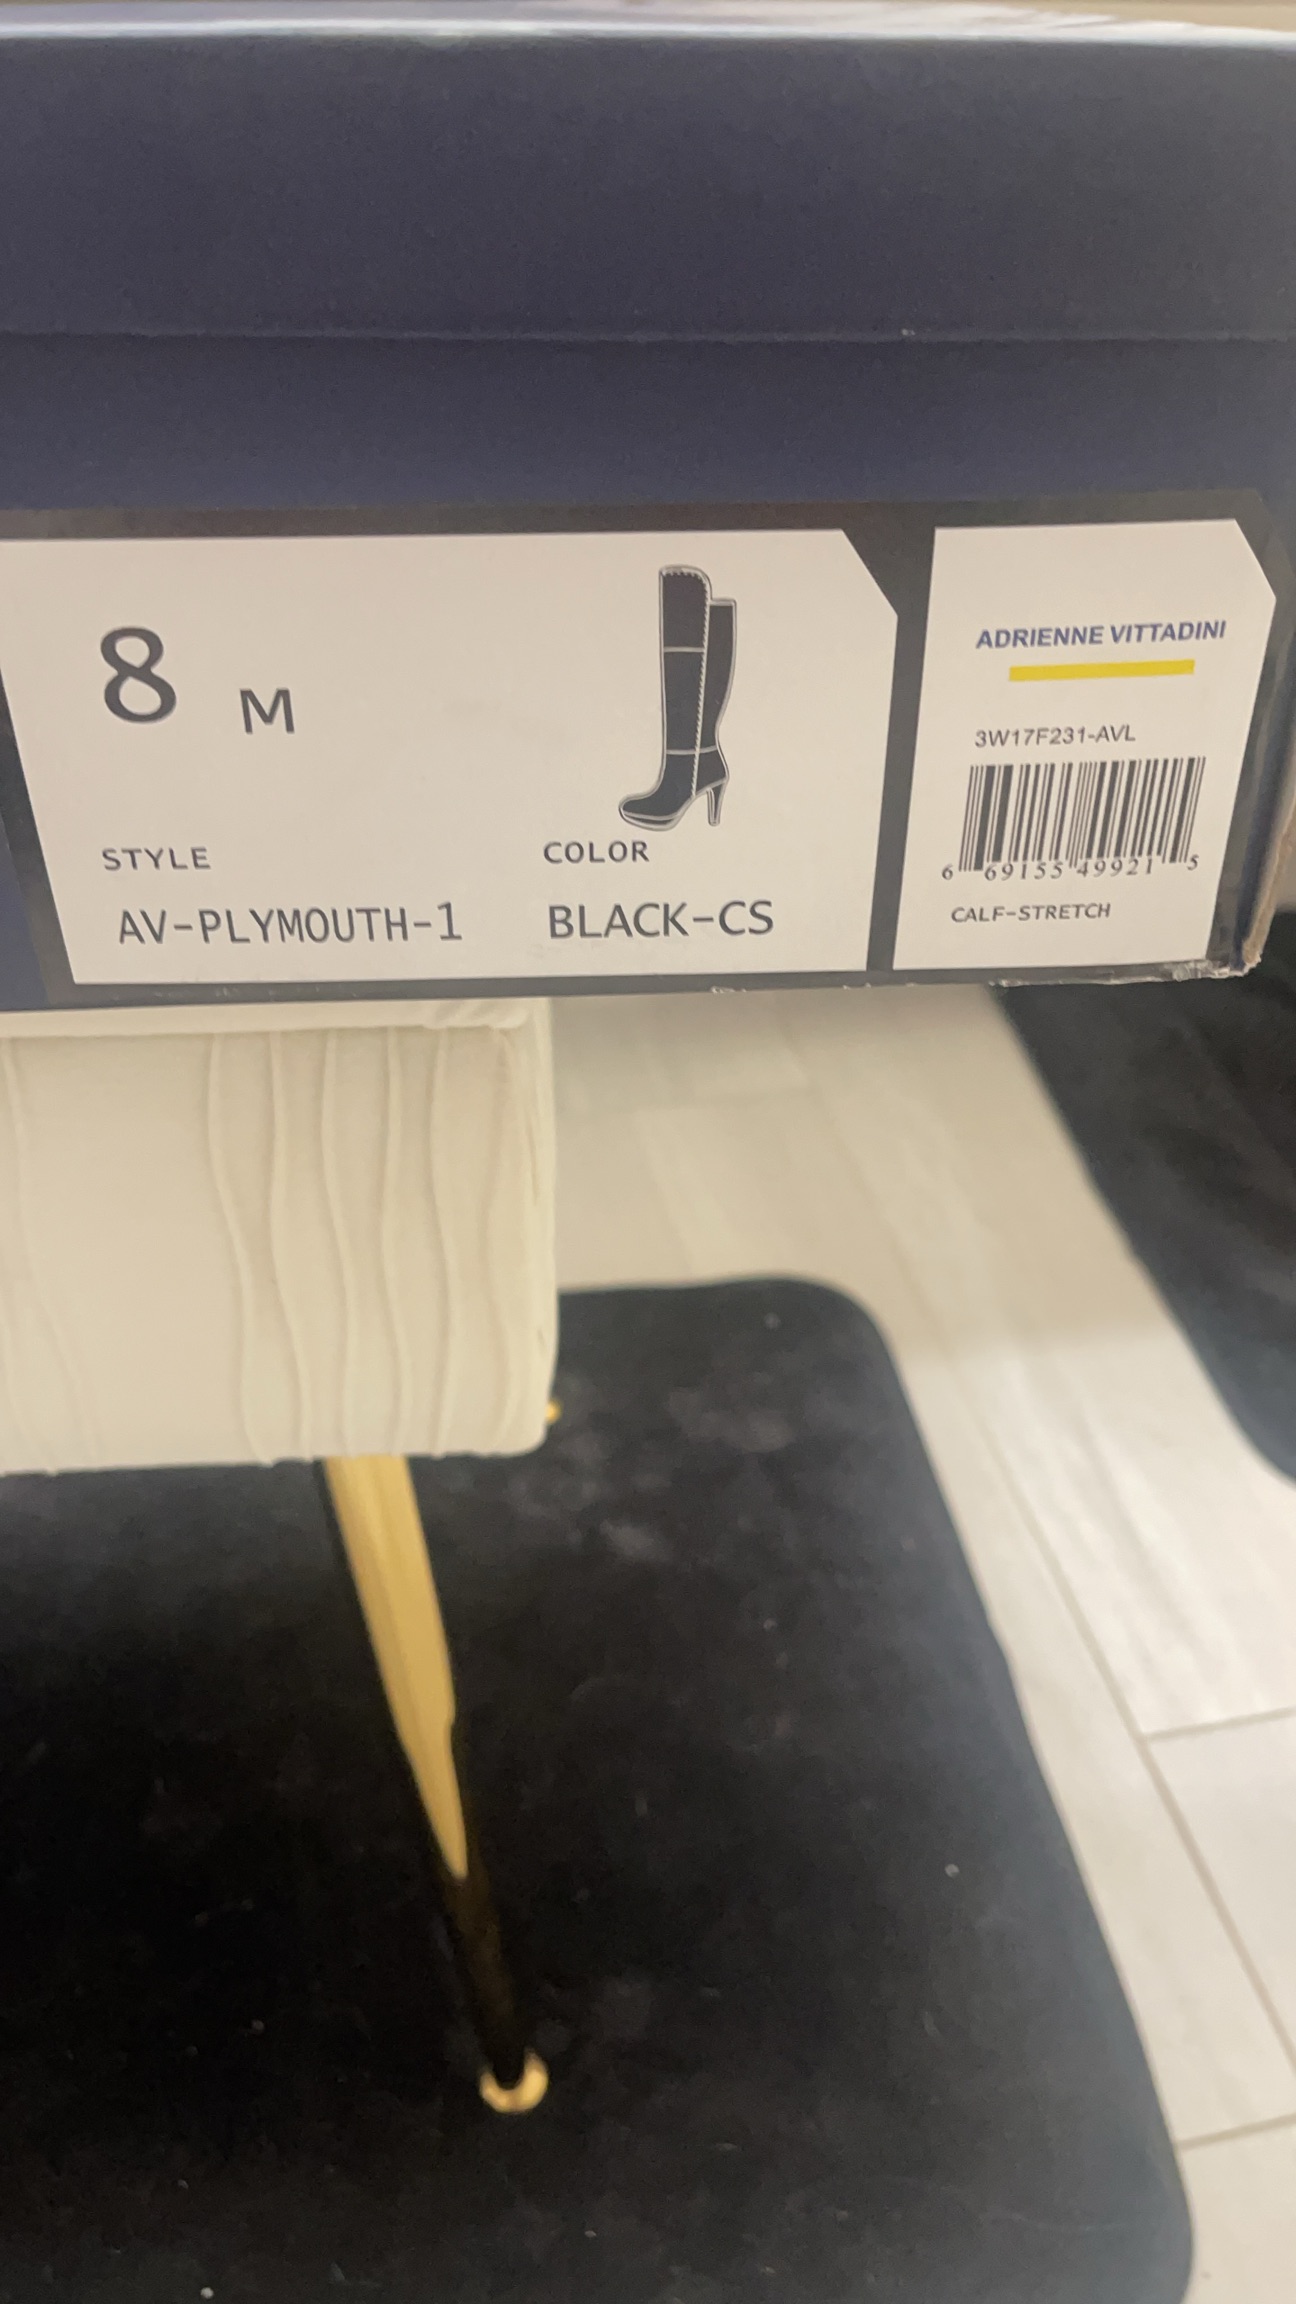 8 M
STYLE
AV-PLYMOUTH-1
COLOR
BLACK-CS
ADRIENNE VITTADINI
3W17F231-AVL
6 69155 49921 5
CALF-STRETCH